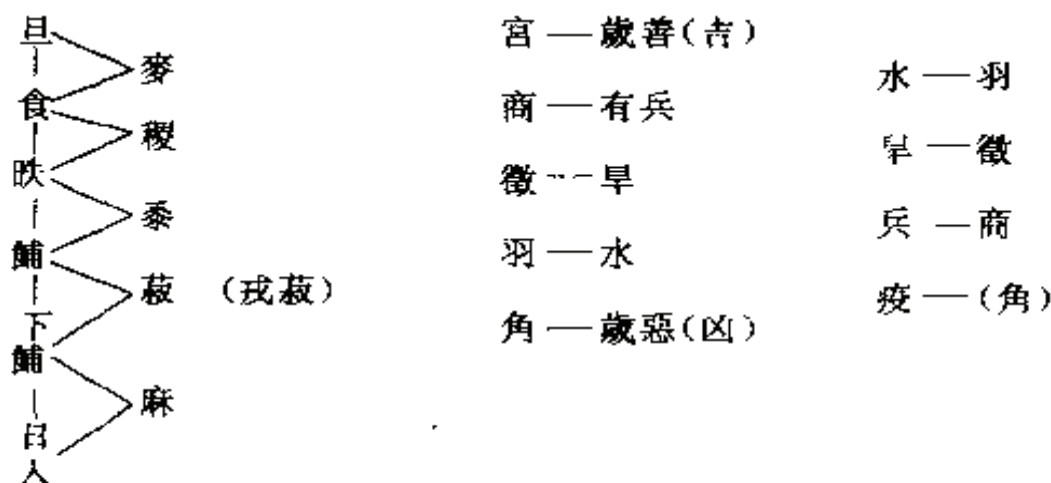 旦
麥
食
稷
昳
黍
餔
菽 (戎菽)
下餔
麻
日入
宮 — 歲善(吉)
商 — 有兵
徵 — 旱
羽 — 水
角 — 歲惡(凶)
水 — 羽
旱 — 徵
兵 — 商
疫 — (角)